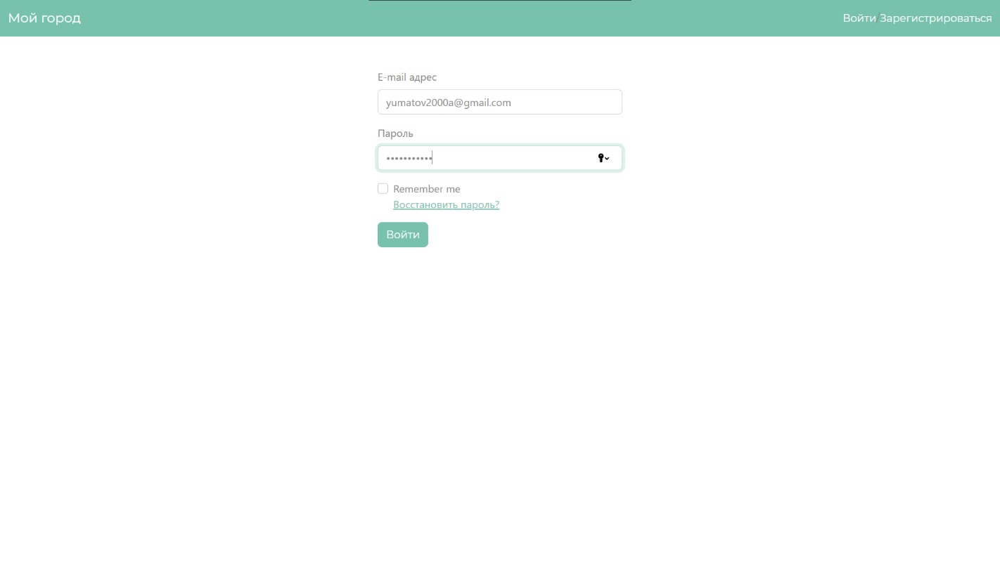 Мой город
Войти/Зарегистрироваться
E-mail адрес
yumatov2000a@gmail.com
Пароль
•••••••••••
Remember me
Восстановить пароль?
Войти